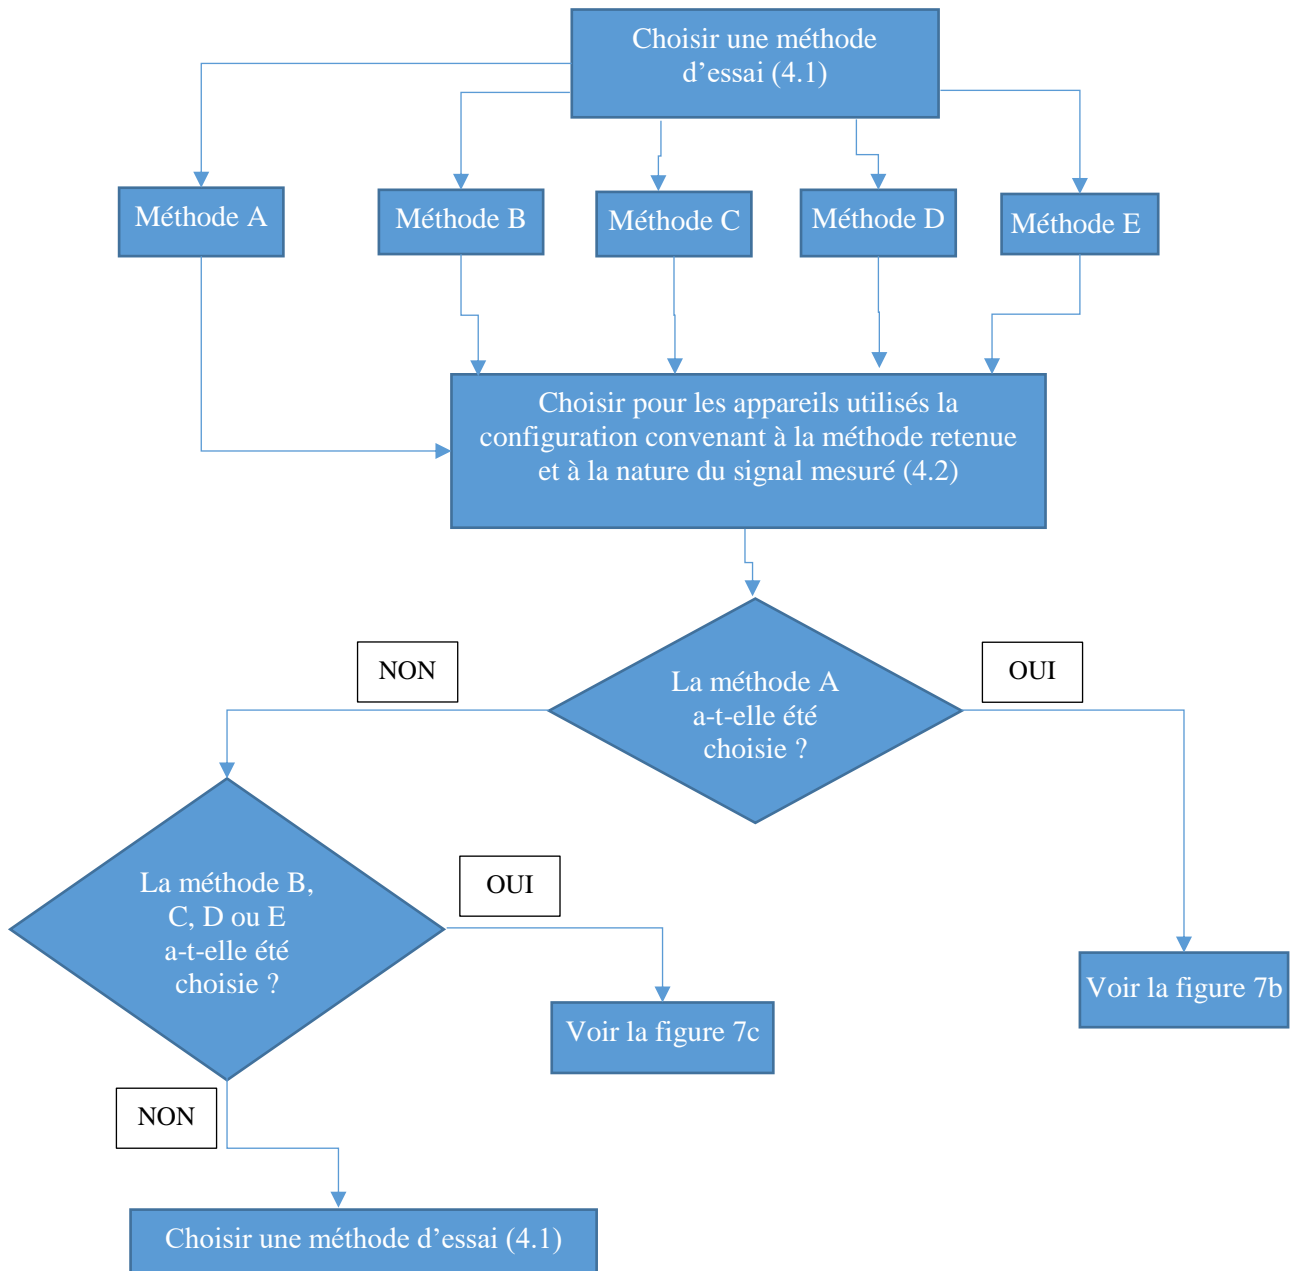 Choisir une méthode
d’essai (4.1)
Méthode A
Méthode B
Méthode C
Méthode D
Méthode E
Choisir pour les appareils utilisés la
configuration convenant à la méthode retenue
et à la nature du signal mesuré (4.2)
NON
La méthode A
a-t-elle été
choisie ?
OUI
La méthode B,
C, D ou E
a-t-elle été
choisie ?
OUI
Voir la figure 7b
Voir la figure 7c
NON
Choisir une méthode d’essai (4.1)